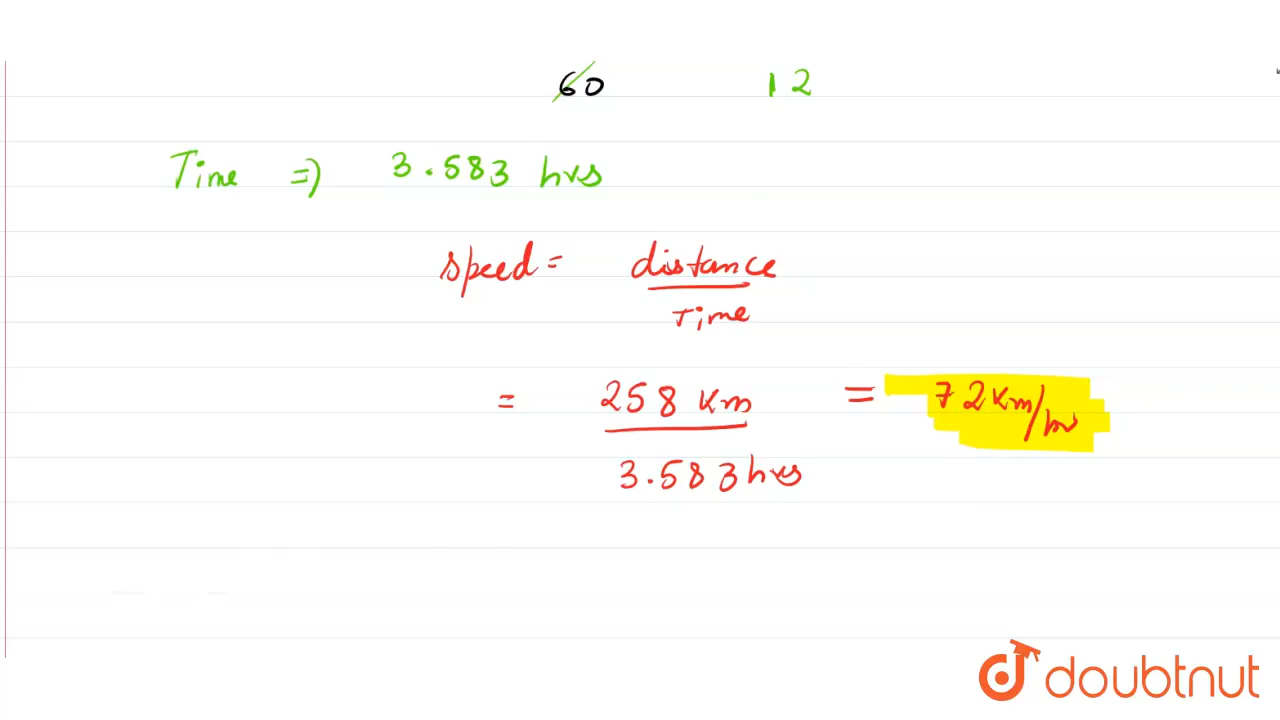 60 12
Time => 3.583 hrs
speed = distance
Time
= 258 Km = 72 Km/hr
3.583 hrs
doubtnut